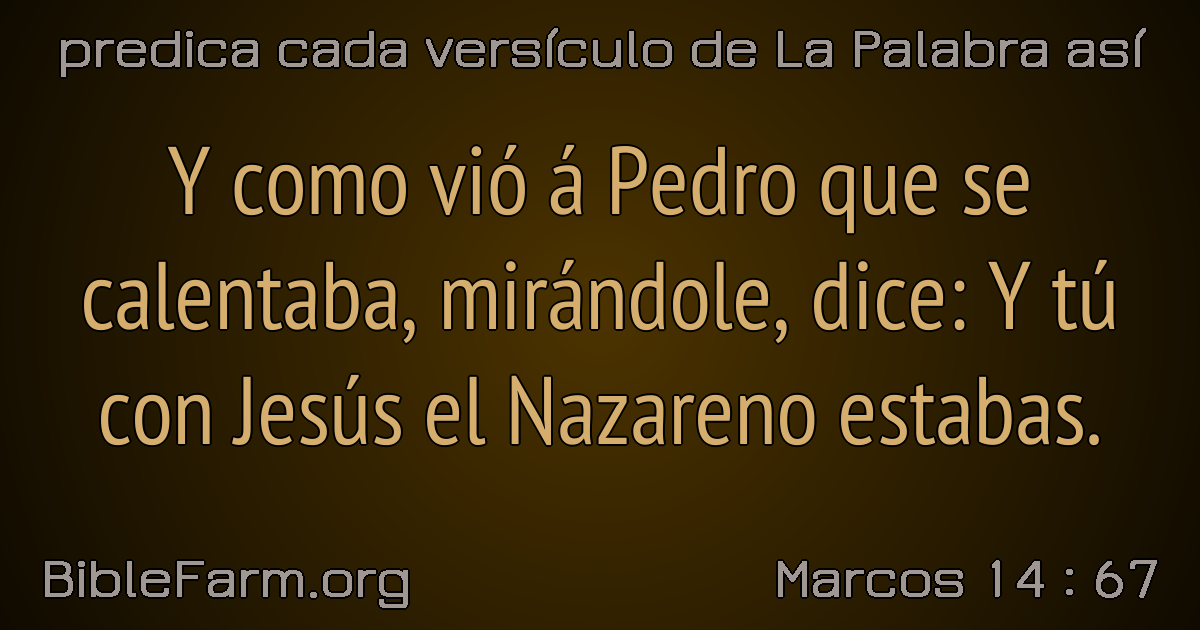 predica cada versículo de La Palabra así
Y como vió á Pedro que se
calentaba, mirándole, dice: Y tú
con Jesús el Nazareno estabas.
BibleFarm.org
Marcos 14 : 67